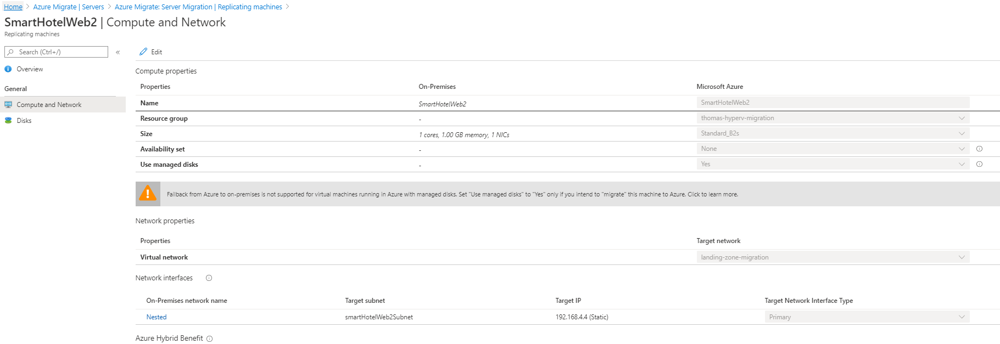 Home > Azure Migrate | Servers > Azure Migrate: Server Migration | Replicating machines >
SmartHotelWeb2 | Compute and Network
Replicating machines
Search (Ctrl+/) «
Overview
General
Compute and Network
Disks
Edit
Compute properties
Properties On-Premises Microsoft Azure
Name SmartHotelWeb2 SmartHotelWeb2
Resource group - thomas-hyperv-migration
Size 1 cores, 1.00 GB memory, 1 NICs Standard_B2s
Availability set - None
Use managed disks - Yes
Failback from Azure to on-premises is not supported for virtual machines running in Azure with managed disks. Set "Use managed disks" to "Yes" only if you intend to "migrate" this machine to Azure. Click to learn more.
Network properties
Properties Target network
Virtual network landing-zone-migration
Network interfaces
On-Premises network name Target subnet Target IP Target Network Interface Type
Nested smartHotelWeb2Subnet 192.168.4.4 (Static) Primary
Azure Hybrid Benefit